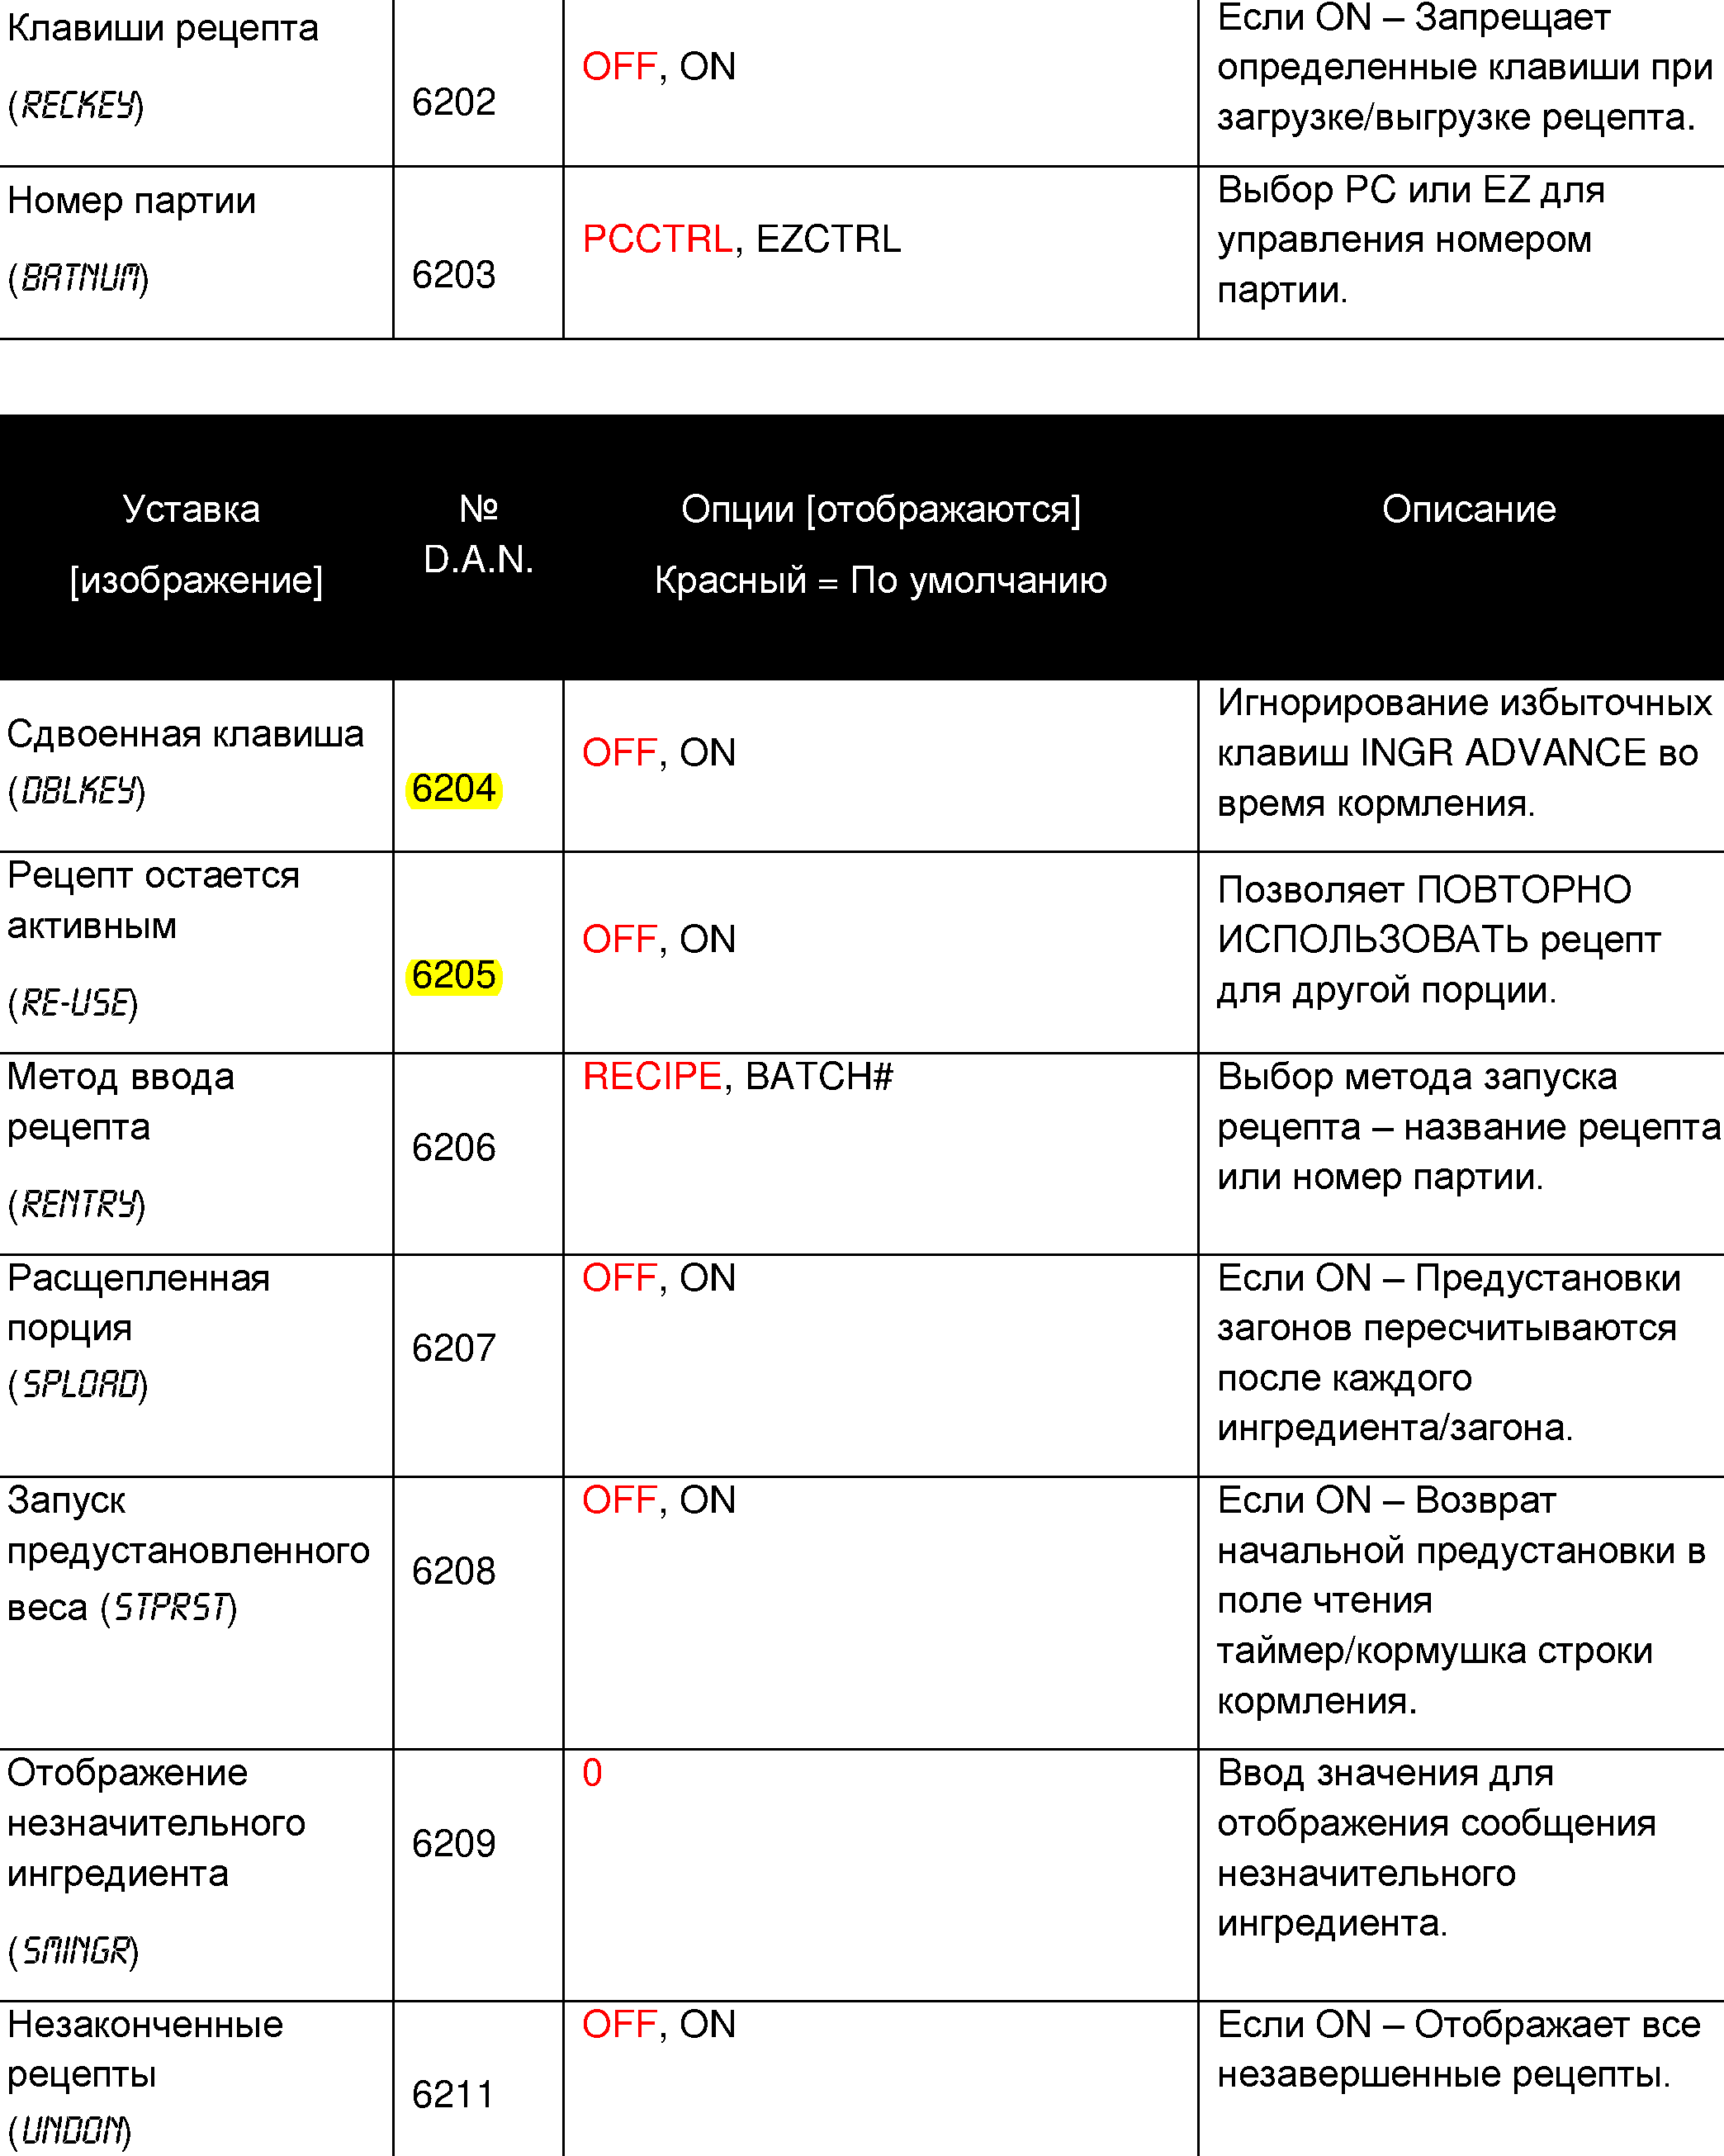 Клавиши рецепта
(RECKEY)
6202
OFF, ON
Если ON – Запрещает
определенные клавиши при
загрузке/выгрузке рецепта.
Номер партии
(BATNUM)
6203
PCCTRL, EZCTRL
Выбор PC или EZ для
управления номером
партии.
Уставка
[изображение]
№
D.A.N.
Опции [отображаются]
Красный = По умолчанию
Описание
Сдвоенная клавиша
(DBLKEY)
6204
OFF, ON
Игнорирование избыточных
клавиш INGR ADVANCE во
время кормления.
Рецепт остается
активным
(RE-USE)
6205
OFF, ON
Позволяет ПОВТОРНО
ИСПОЛЬЗОВАТЬ рецепт
для другой порции.
Метод ввода
рецепта
(RENTRY)
6206
RECIPE, BATCH#
Выбор метода запуска
рецепта – название рецепта
или номер партии.
Расщепленная
порция
(SPLOAD)
6207
OFF, ON
Если ON – Предустановки
загонов пересчитываются
после каждого
ингредиента/загона.
Запуск
предустановленного
веса (STPRST)
6208
OFF, ON
Если ON – Возврат
начальной предустановки в
поле чтения
таймер/кормушка строки
кормления.
Отображение
незначительного
ингредиента
(SMINGR)
6209
0
Ввод значения для
отображения сообщения
незначительного
ингредиента.
Незаконченные
рецепты
(UNDON)
6211
OFF, ON
Если ON – Отображает все
незавершенные рецепты.